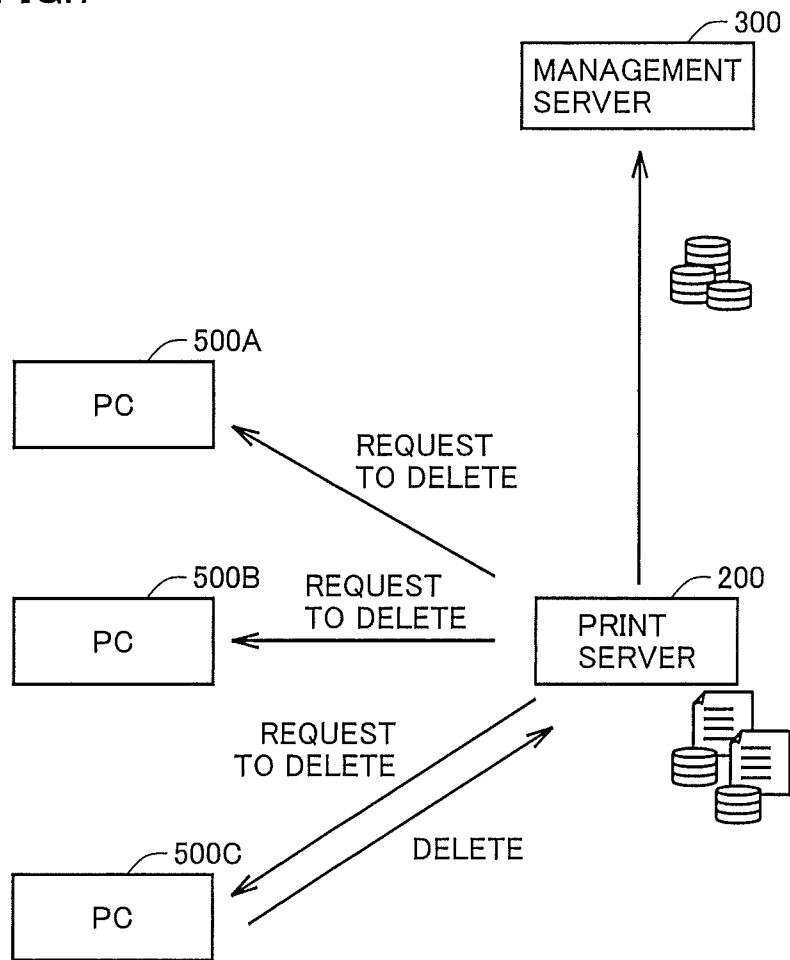 300
MANAGEMENT
SERVER
500A
PC
REQUEST
TO DELETE
500B
PC
REQUEST
TO DELETE
200
PRINT
SERVER
REQUEST
TO DELETE
DELETE
500C
PC